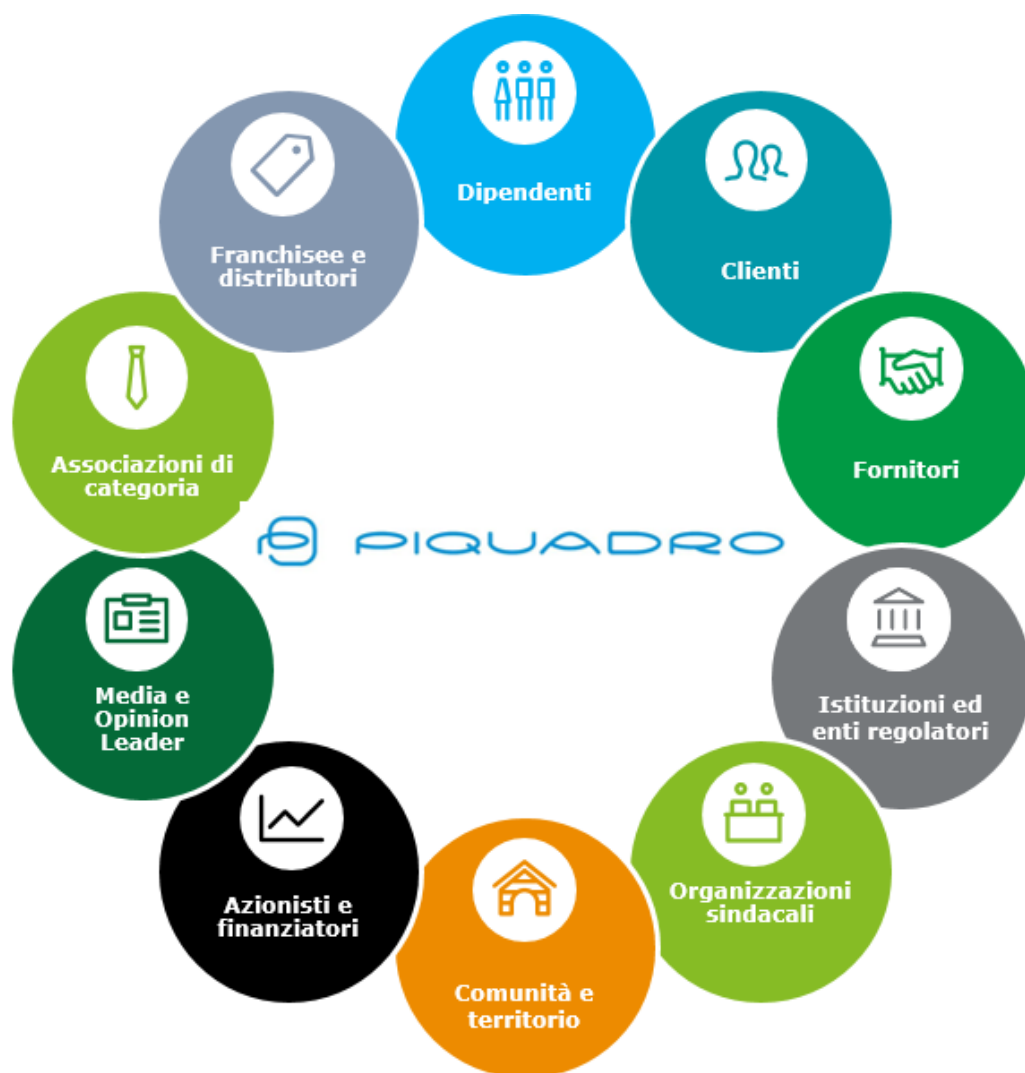 Dipendenti
Clienti
Fornitori
Istituzioni ed
enti regolatori
Organizzazioni
sindacali
Comunità e
territorio
Azionisti e
finanziatori
Media e
Opinion
Leader
Associazioni di
categoria
Franchisee e
distributori
PIQUADRO